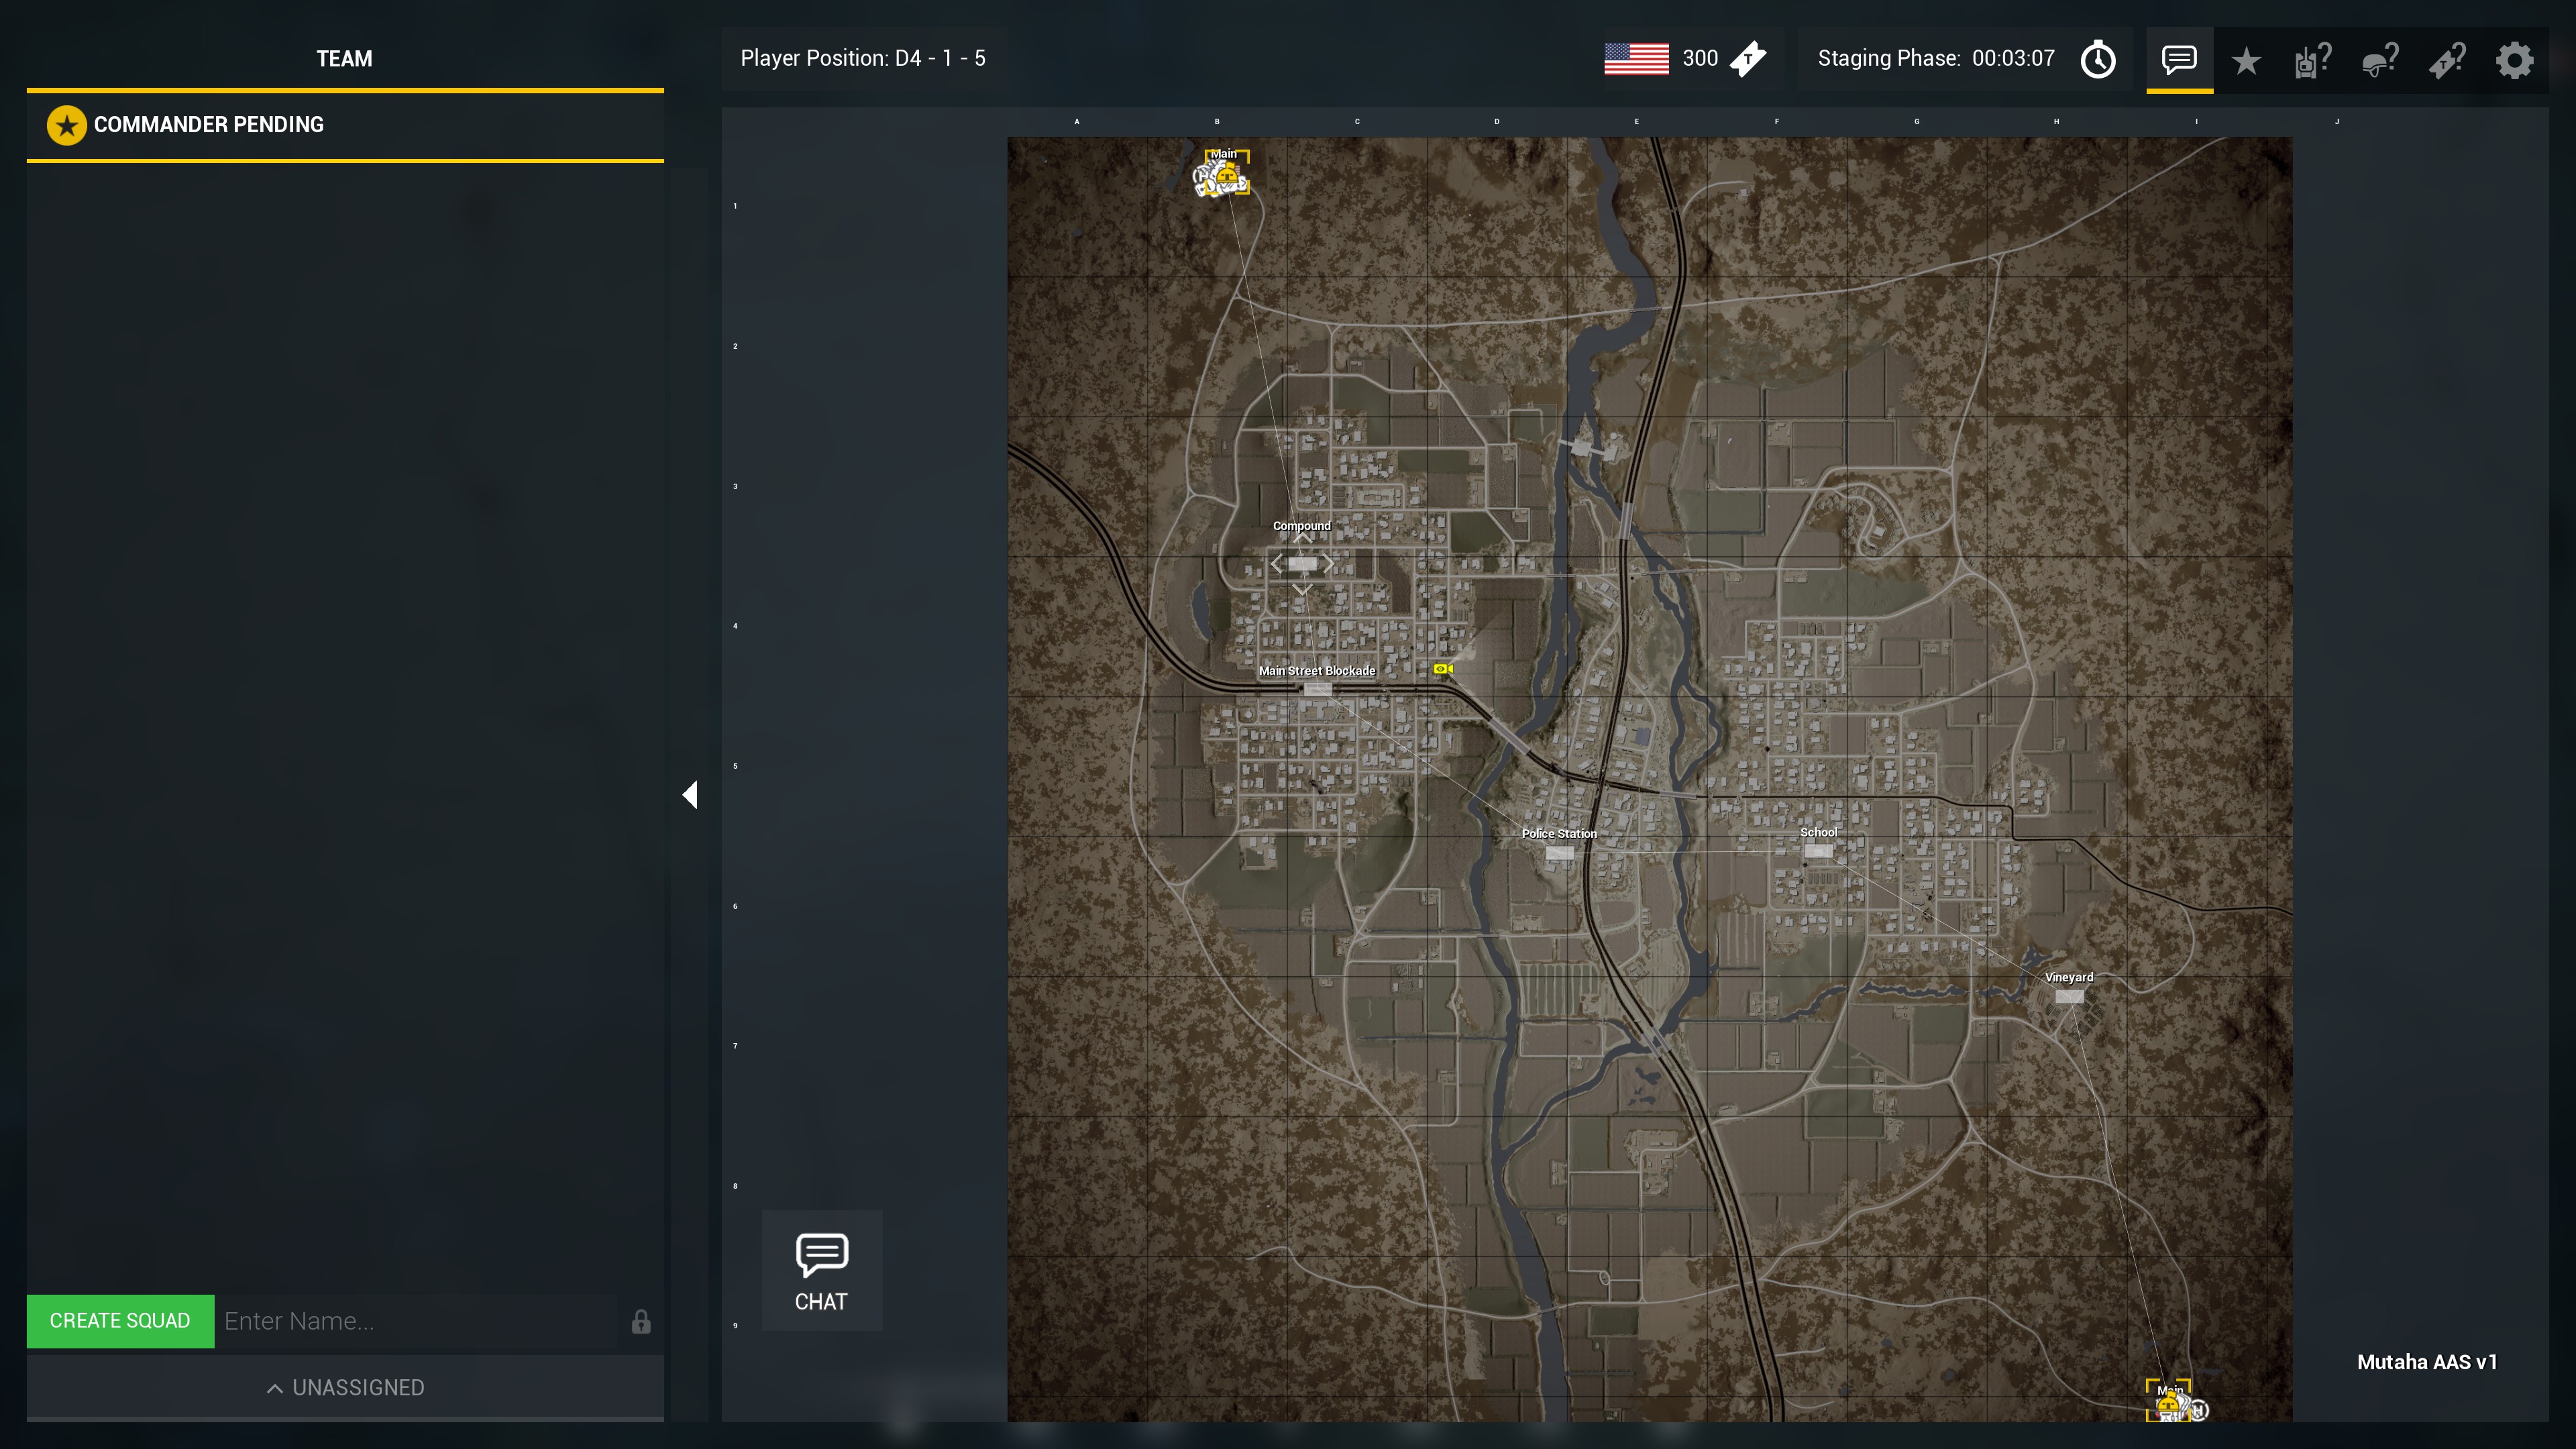 TEAM
Player Position: D4 - 1 - 5
300
T
Staging Phase: 00:03:07
COMMANDER PENDING
A B C D E F G H I J
Main
1
2
3
Compound
4
Main Street Blockade
5
Police Station
School
6
Vineyard
7
8
CHAT
CREATE SQUAD
Enter Name...
9
Mutaha AAS v1
UNASSIGNED
Main
H